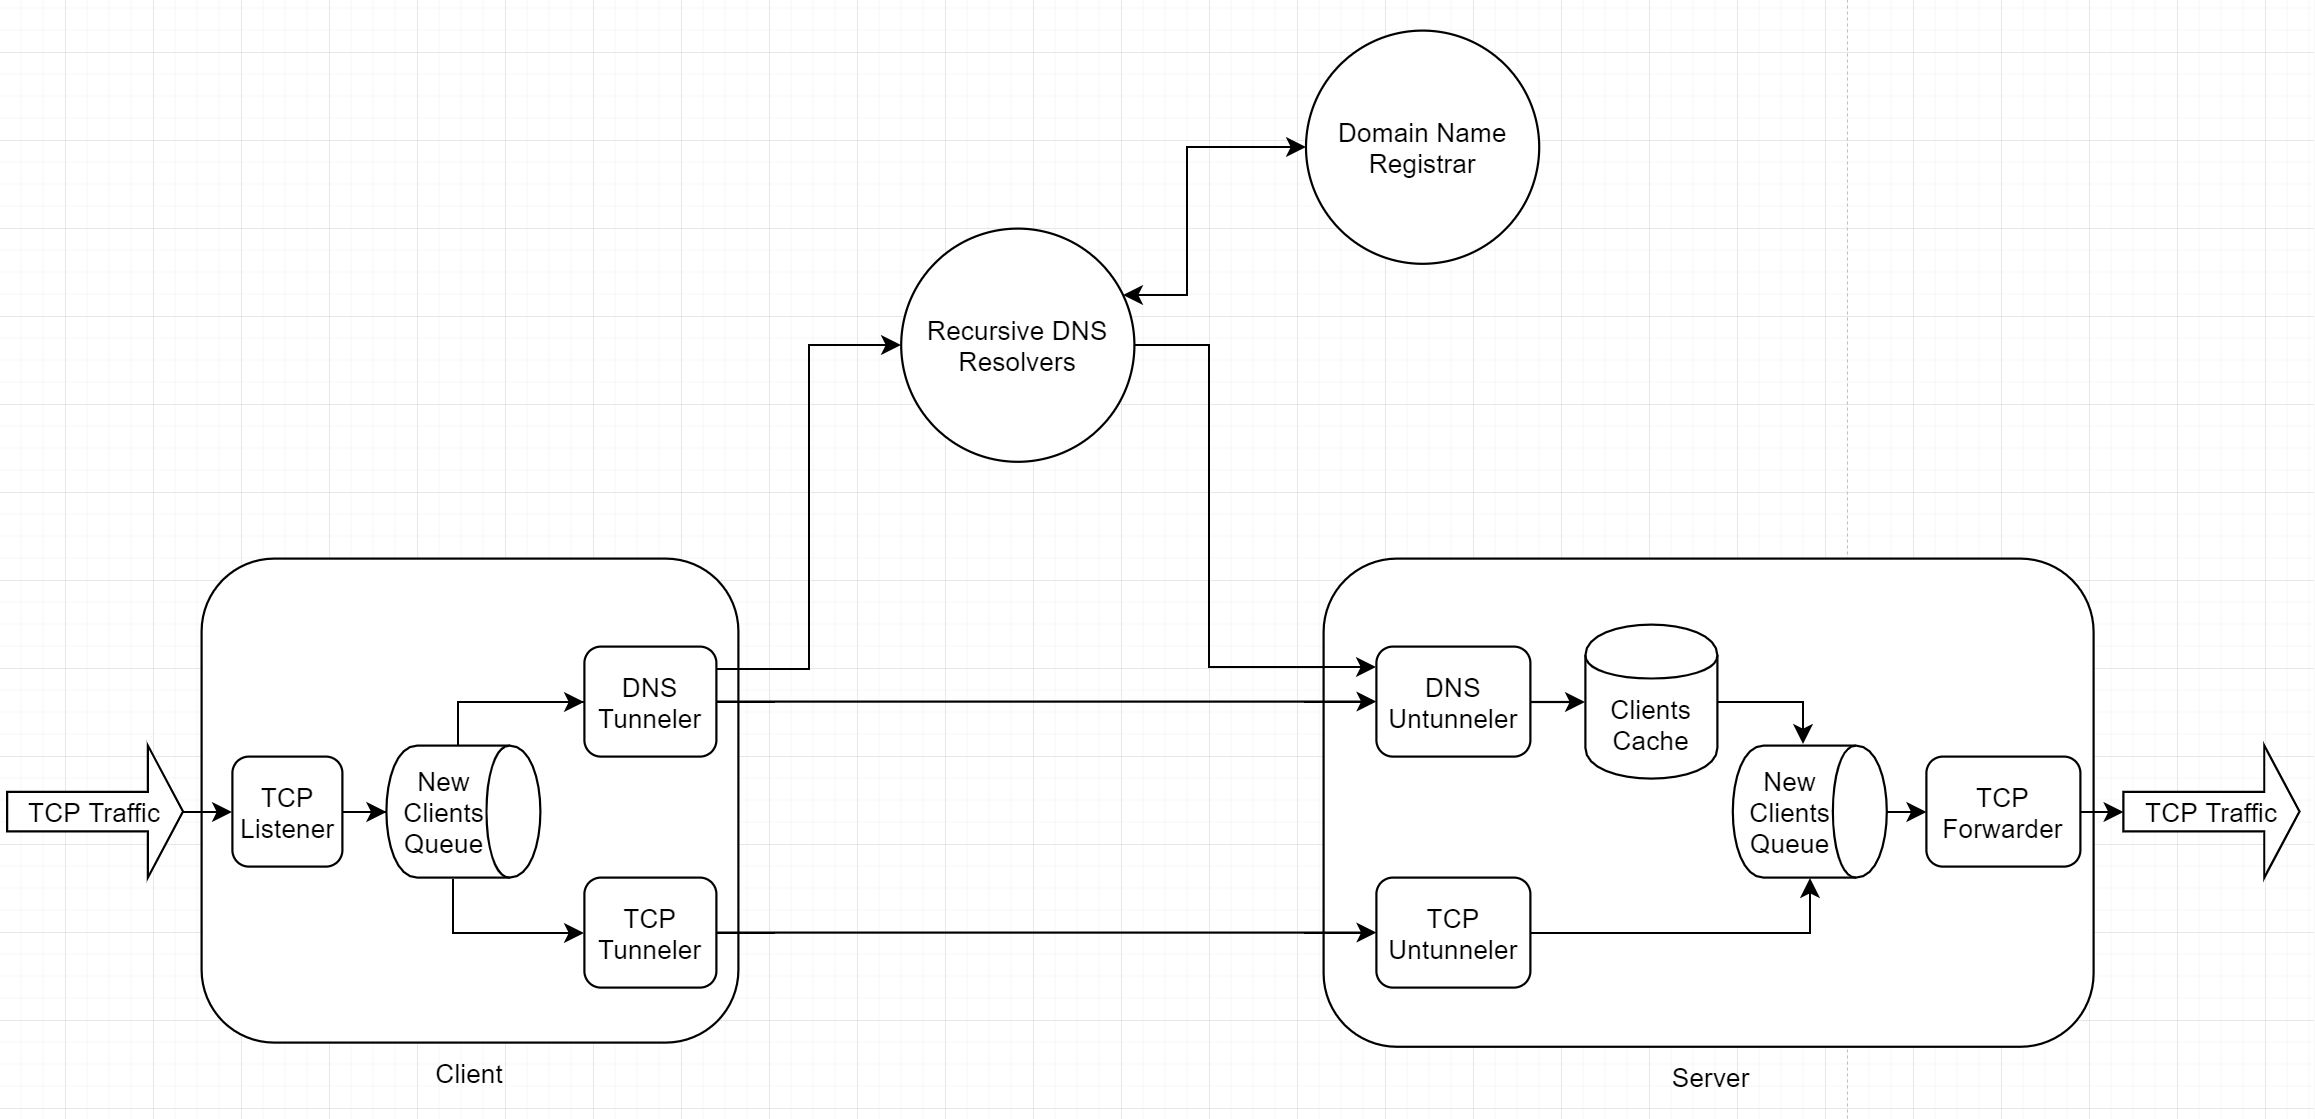 Domain Name
Registrar
Recursive DNS
Resolvers
TCP Traffic
TCP
Listener
New
Clients
Queue
DNS
Tunneler
TCP
Tunneler
Client
DNS
Untunneler
Clients
Cache
New
Clients
Queue
TCP
Untunneler
TCP
Forwarder
TCP Traffic
Server